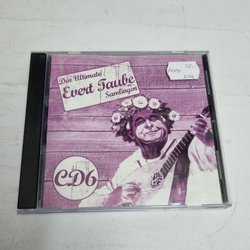 Den Ultimata
Evert Taube
Samlingen
CD6